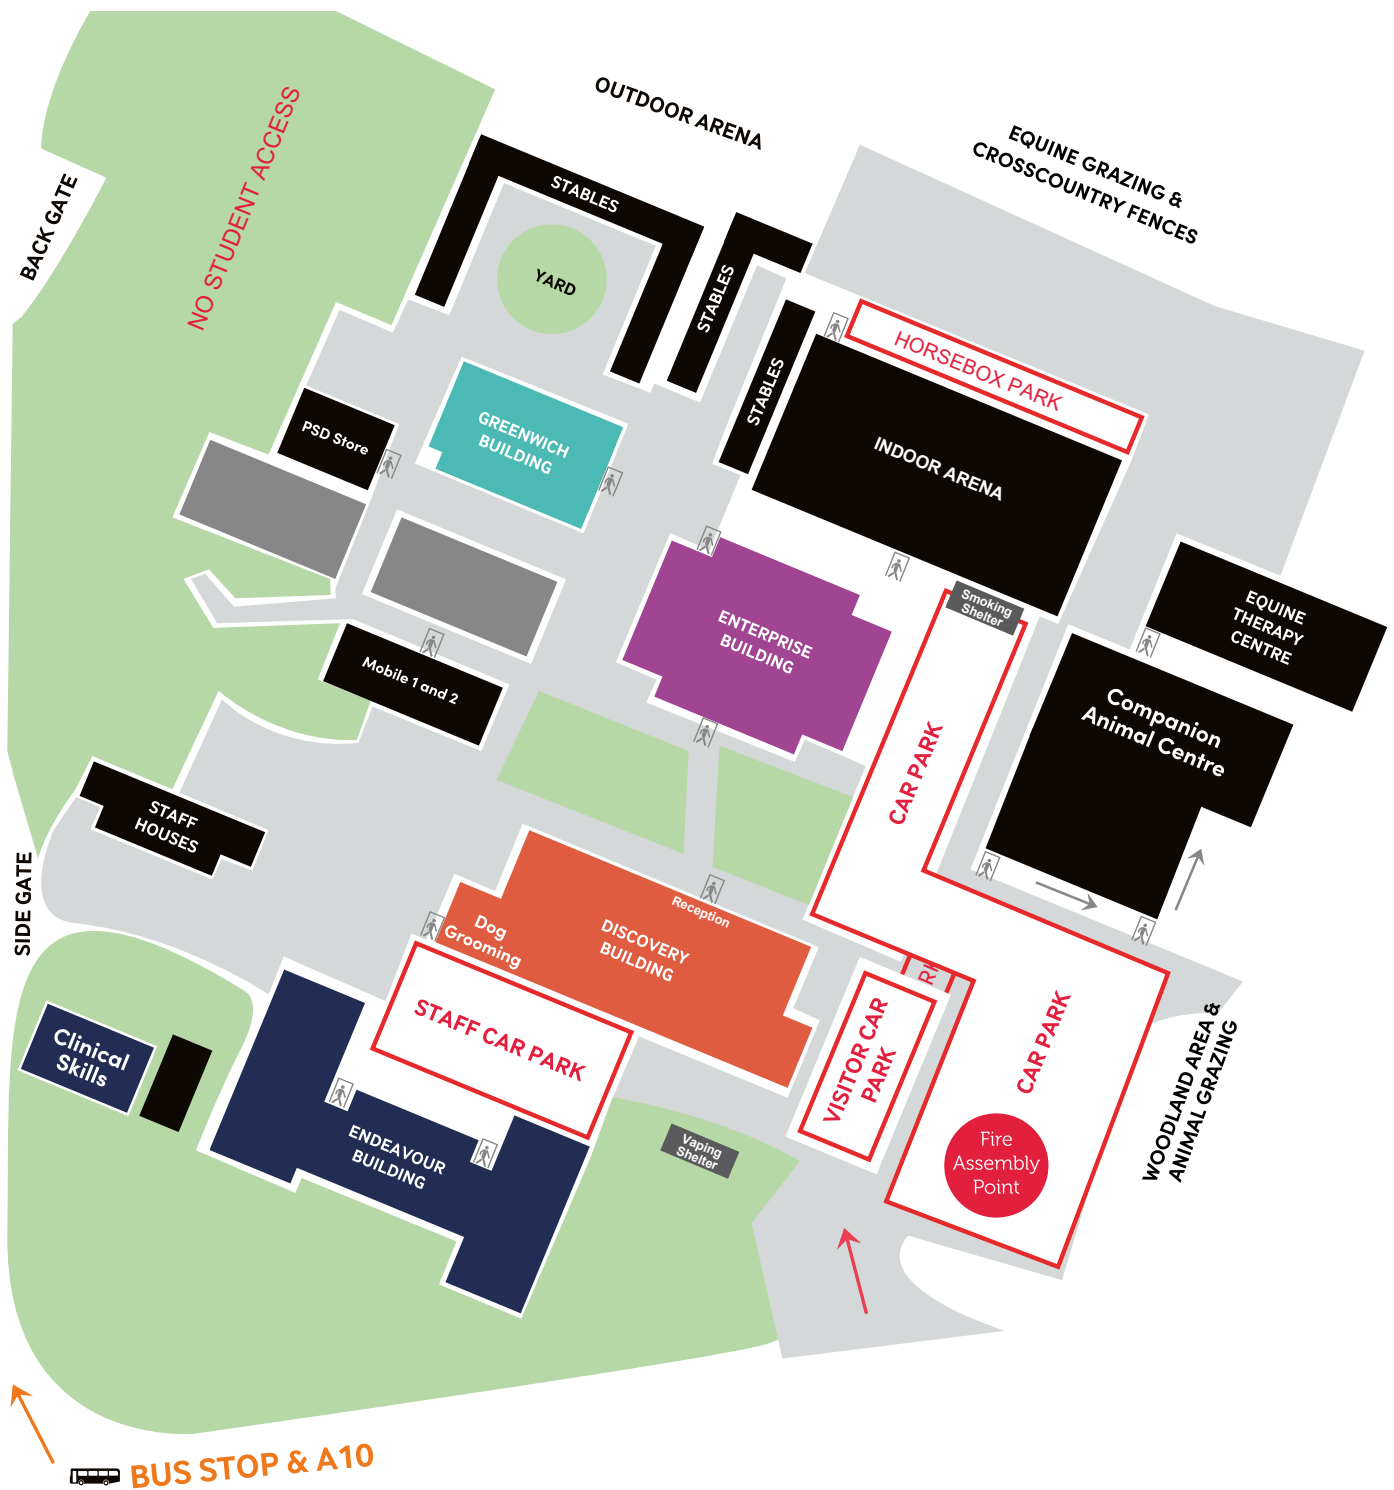 OUTDOOR ARENA
EQUINE GRAZING &
CROSSCOUNTRY FENCES
NO STUDENT ACCESS
BACK GATE
STABLES
YARD
STABLES
STABLES
HORSEBOX PARK
INDOOR ARENA
PSD Store
GREENWICH
BUILDING
Smoking
Shelter
EQUINE
THERAPY
CENTRE
ENTERPRISE
BUILDING
Mobile 1 and 2
Companion
Animal Centre
CAR PARK
STAFF
HOUSES
SIDE GATE
Reception
Dog
Grooming
DISCOVERY
BUILDING
RK
STAFF CAR PARK
VISITOR CAR
PARK
CAR PARK
WOODLAND AREA &
ANIMAL GRAZING
Clinical
Skills
ENDEAVOUR
BUILDING
Vaping
Shelter
Fire
Assembly
Point
BUS STOP & A10